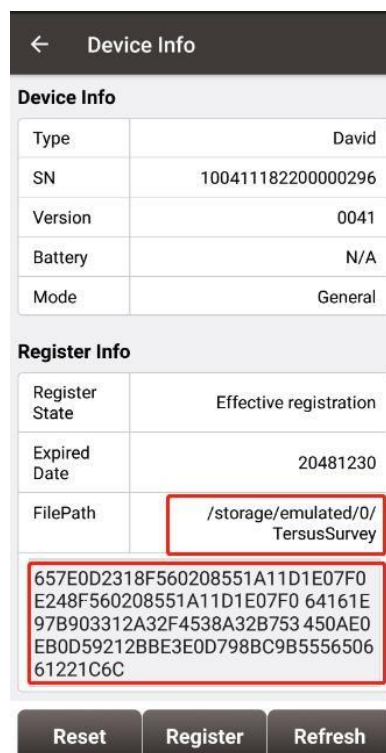 ← Device Info
Device Info
Type David
SN 100411182200000296
Version 0041
Battery N/A
Mode General
Register Info
Register
State Effective registration
Expired
Date 20481230
FilePath /storage/emulated/0/
TersusSurvey
657E0D2318F560208551A11D1E07F0
E248F560208551A11D1E07F0 64161E
97B903312A32F4538A32B753 450AE0
EB0D59212BBE3E0D798BC9B5556506
61221C6C
Reset Register Refresh